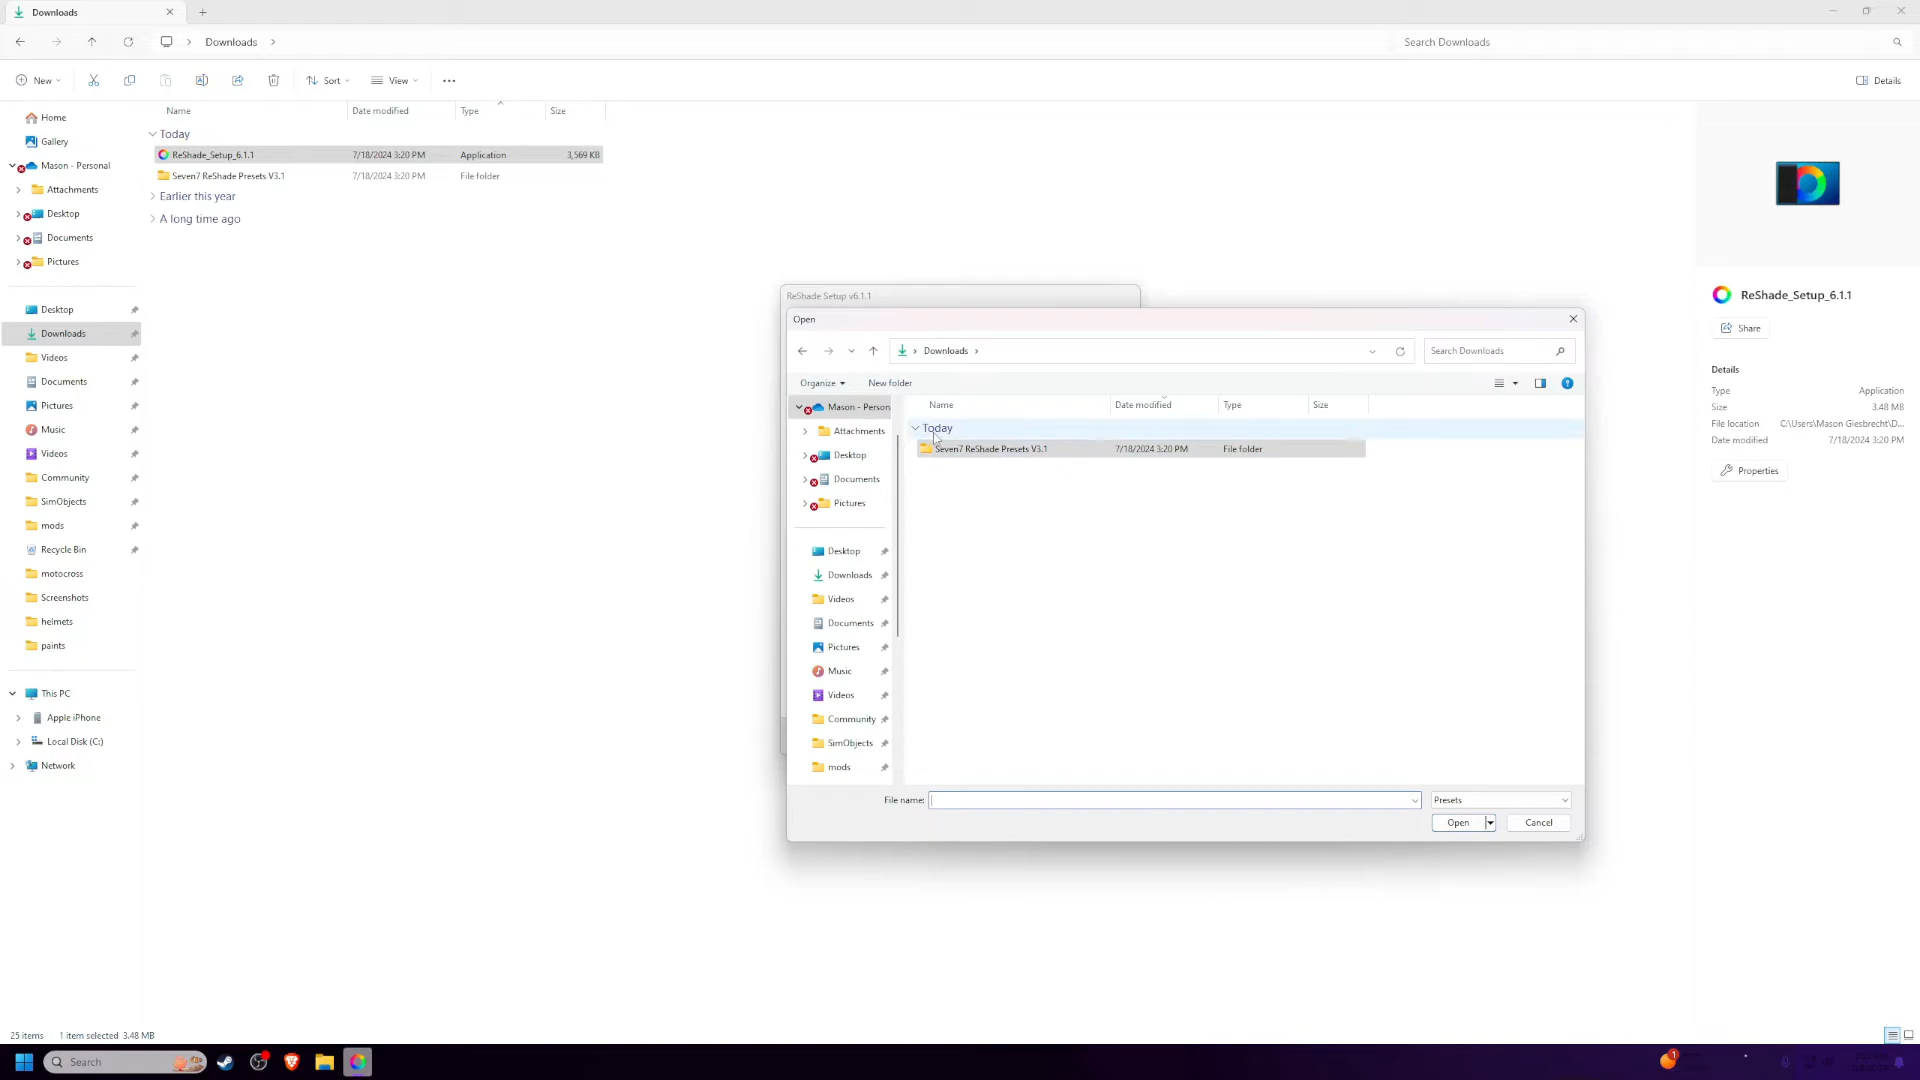 Downloads
Downloads
Search Downloads
New
Sort
View
Details
Name Date modified Type Size
Today
ReShade_Setup_6.1.1 7/18/2024 3:20 PM Application 3,569 KB
Seven7 ReShade Presets V3.1 7/18/2024 3:20 PM File folder
Earlier this year
A long time ago
Home
Gallery
Mason - Personal
Attachments
Desktop
Documents
Pictures
Desktop
Downloads
Videos
Documents
Pictures
Music
Videos
Community
SimObjects
mods
Recycle Bin
motocross
Screenshots
helmets
paints
This PC
Apple iPhone
Local Disk (C:)
Network
ReShade Setup v6.1.1
Open
Downloads
Search Downloads
Organize New folder
Name Date modified Type Size
Today
Seven7 ReShade Presets V3.1 7/18/2024 3:20 PM File folder
Mason - Person
Attachments
Desktop
Documents
Pictures
Desktop
Downloads
Videos
Documents
Pictures
Music
Videos
Community
SimObjects
mods
File name:
Presets
Open
Cancel
ReShade_Setup_6.1.1
Share
Details
Type Application
Size 3.48 MB
File location C:\Users\Mason Giesbrecht\D...
Date modified 7/18/2024 3:20 PM
Properties
25 items 1 item selected 3.48 MB
Search
1